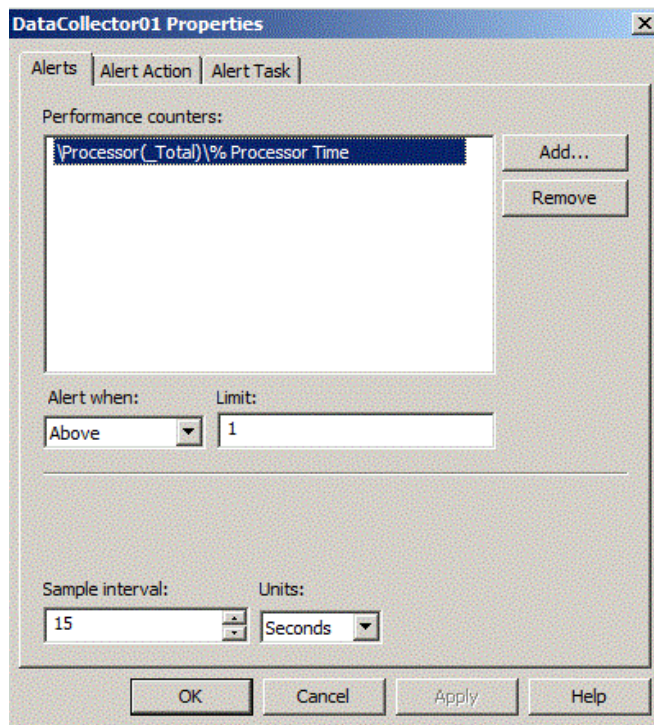 DataCollector01 Properties
Alerts Alert Action Alert Task
Performance counters:
\Processor(_Total)\% Processor Time
Add...
Remove
Alert when: Limit:
Above 1
Sample interval: Units:
15 Seconds
OK Cancel Apply Help